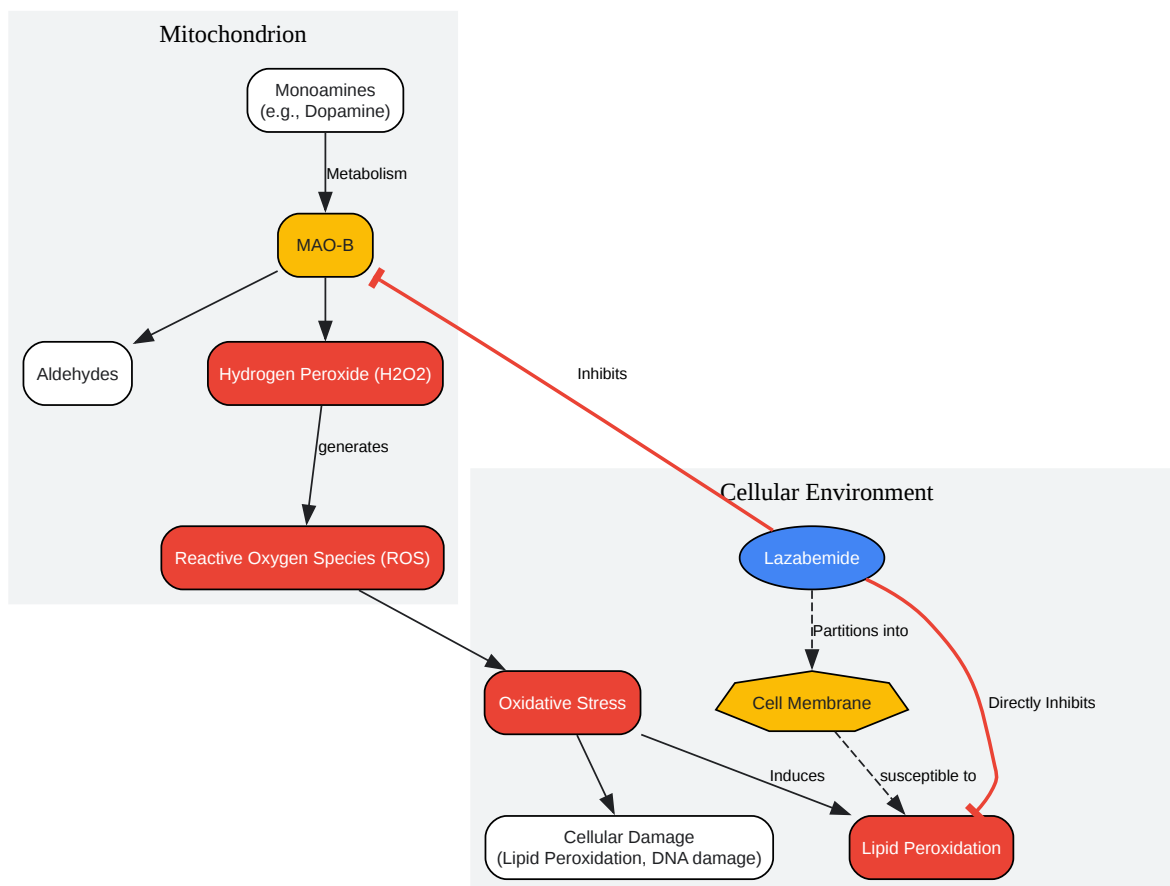 Mitochondrion
Monoamines
(e.g., Dopamine)
Metabolism
MAO-B
Aldehydes
Hydrogen Peroxide (H2O2)
Inhibits
generates
Cellular Environment
Reactive Oxygen Species (ROS)
Lazabemide
Partitions into
Oxidative Stress
Cell Membrane
Directly Inhibits
Induces
susceptible to
Cellular Damage
(Lipid Peroxidation, DNA damage)
Lipid Peroxidation